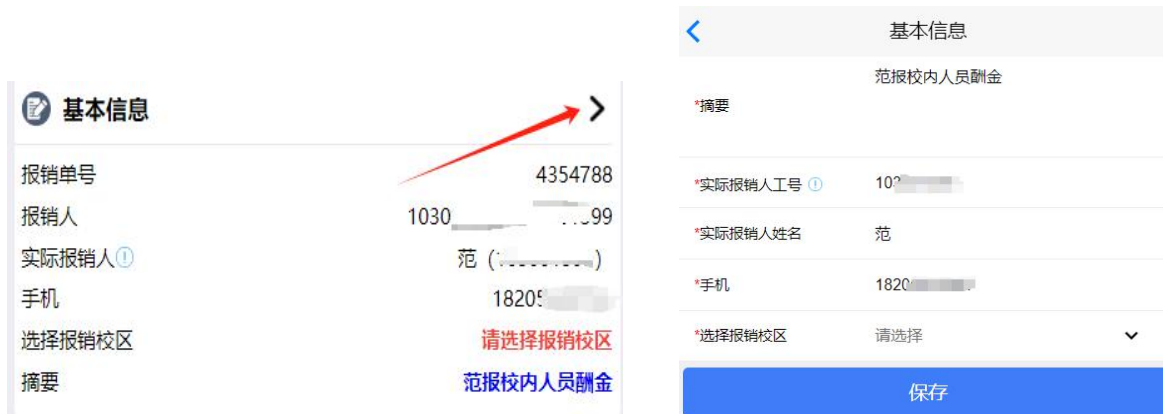 基本信息
报销单号 4354788
报销人 1030 99
实际报销人 范 ( )
手机 1820
选择报销校区 请选择报销校区
摘要 范报校内人员酬金
基本信息
范报校内人员酬金
*摘要
*实际报销人工号 10
*实际报销人姓名 范
*手机 1820
*选择报销校区 请选择
保存